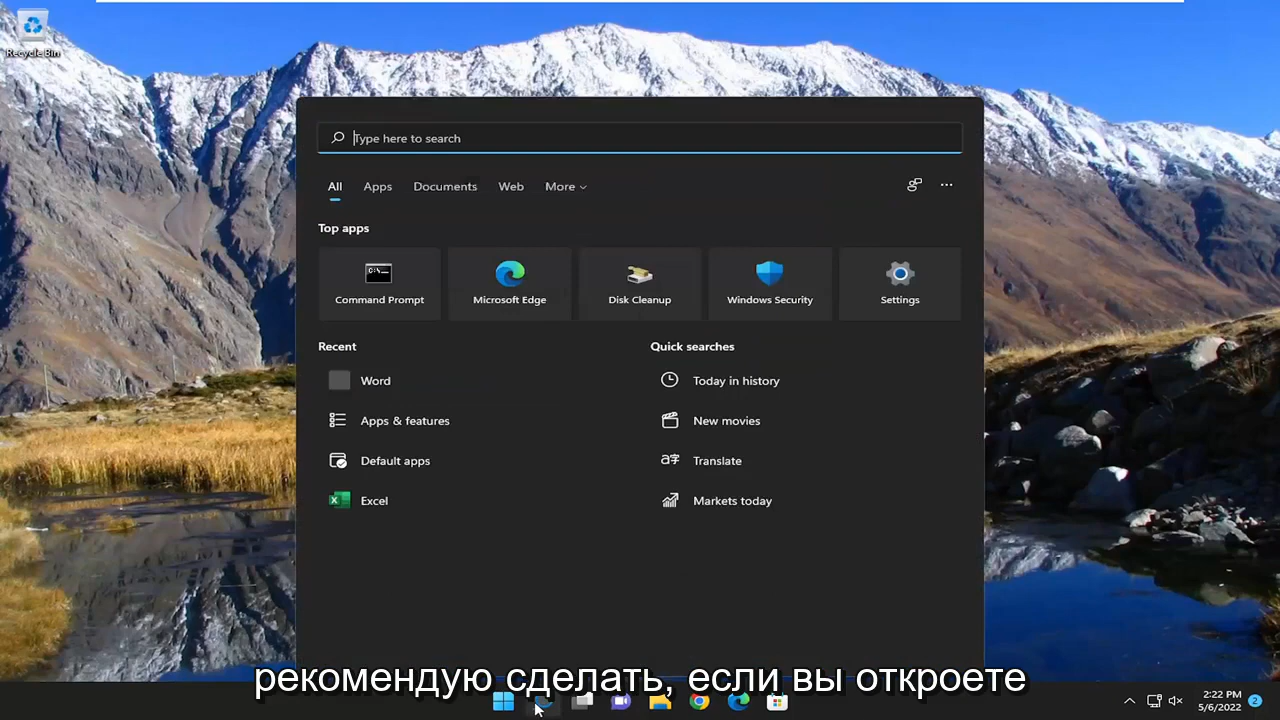 Recycle Bin
Type here to search
All Apps Documents Web More
Top apps
Command Prompt Microsoft Edge Disk Cleanup Windows Security Settings
Recent Quick searches
Word Today in history
Apps & features New movies
Default apps Translate
Excel Markets today
рекомендую сделать, если вы откроете
2:22 PM
5/6/2022 2